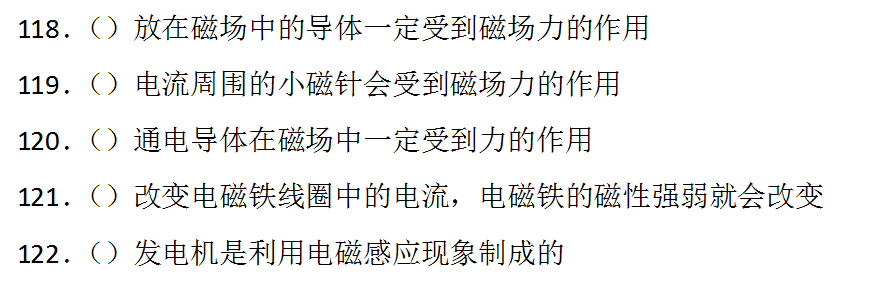 118.（）放在磁场中的导体一定受到磁场力的作用
119.（）电流周围的小磁针会受到磁场力的作用
120.（）通电导体在磁场中一定受到力的作用
121.（）改变电磁铁线圈中的电流，电磁铁的磁性强弱就会改变
122.（）发电机是利用电磁感应现象制成的